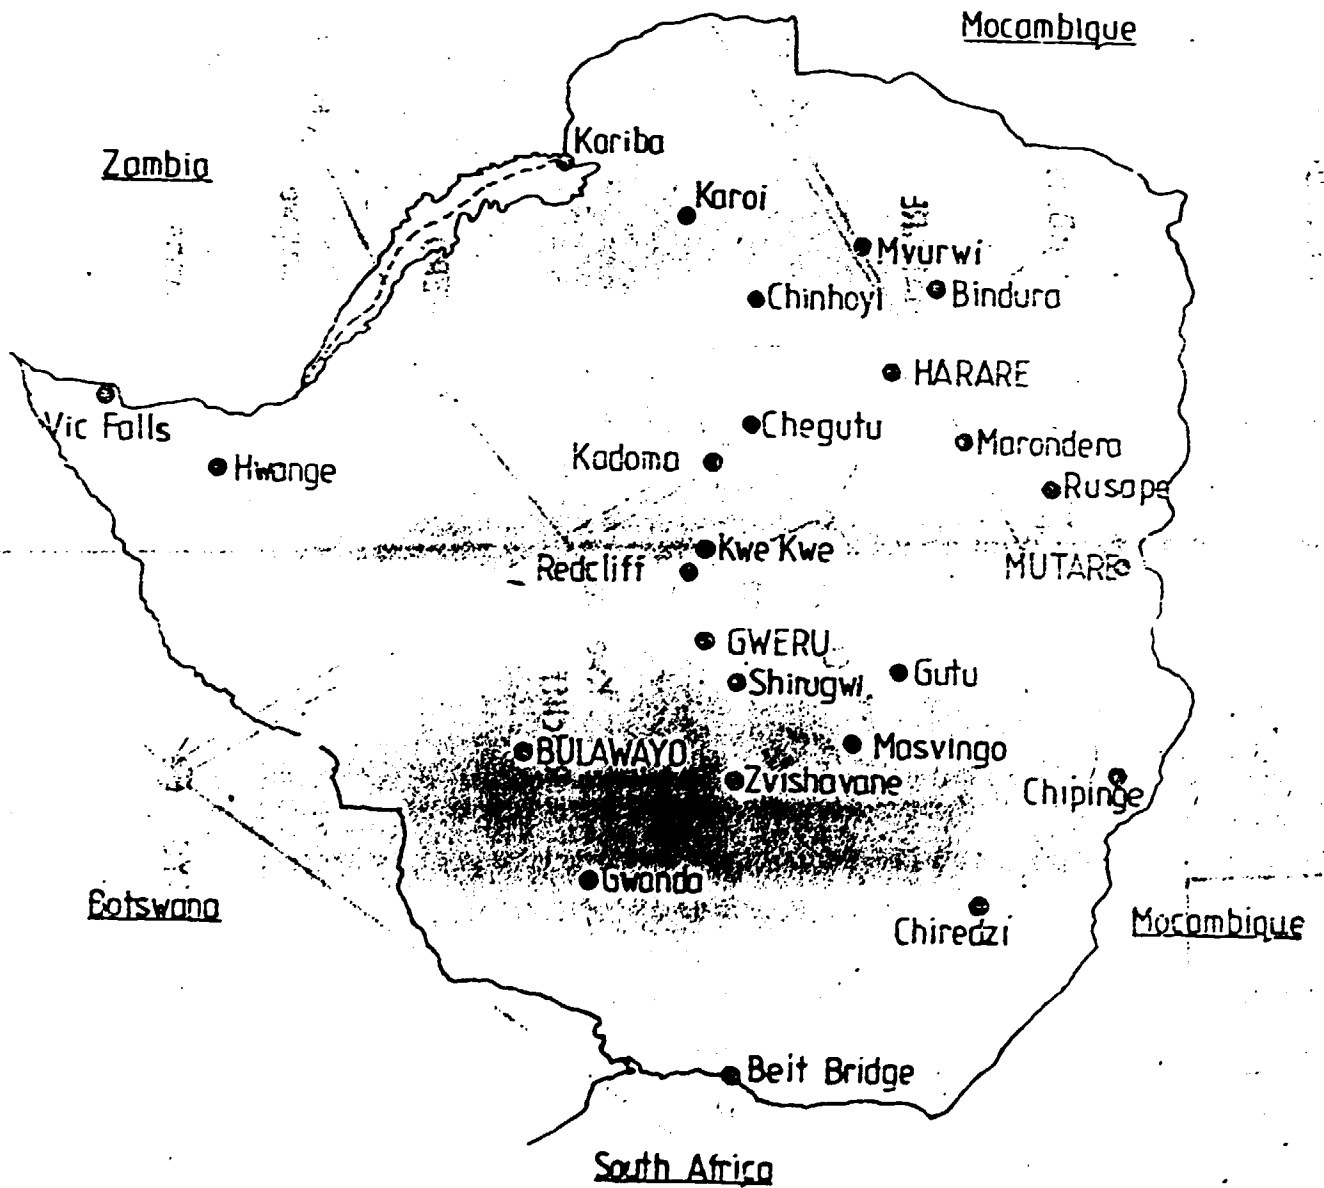 Mocambique
Kariba
Zambia
Karoi
Mvurwi
Chinhoyi
Bindura
HARARE
Vic Falls
Chegutu
Marondera
Kadoma
Hwange
Rusape
Kwe Kwe
Redcliff
MUTARE
GWERU
Gutu
Shirugwi
BULAWAYO
Masvingo
Zvishavane
Chipinge
Gwanda
Botswana
Mocambique
Chiredzi
Beit Bridge
South Africa